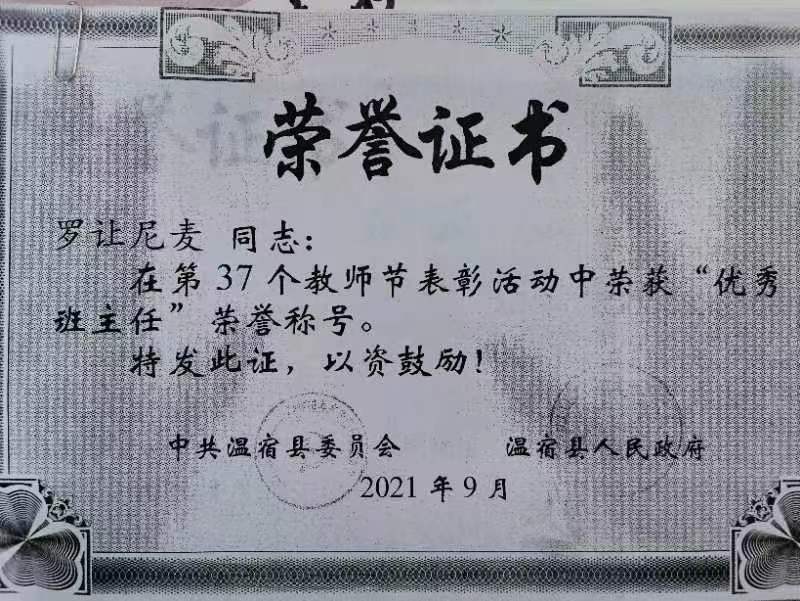 荣誉证书
罗让尼麦 同志：
在第37个教师节表彰活动中荣获“优秀
班主任”荣誉称号。
特发此证，以资鼓励！
中共温宿县委员会 温宿县人民政府
2021年9月